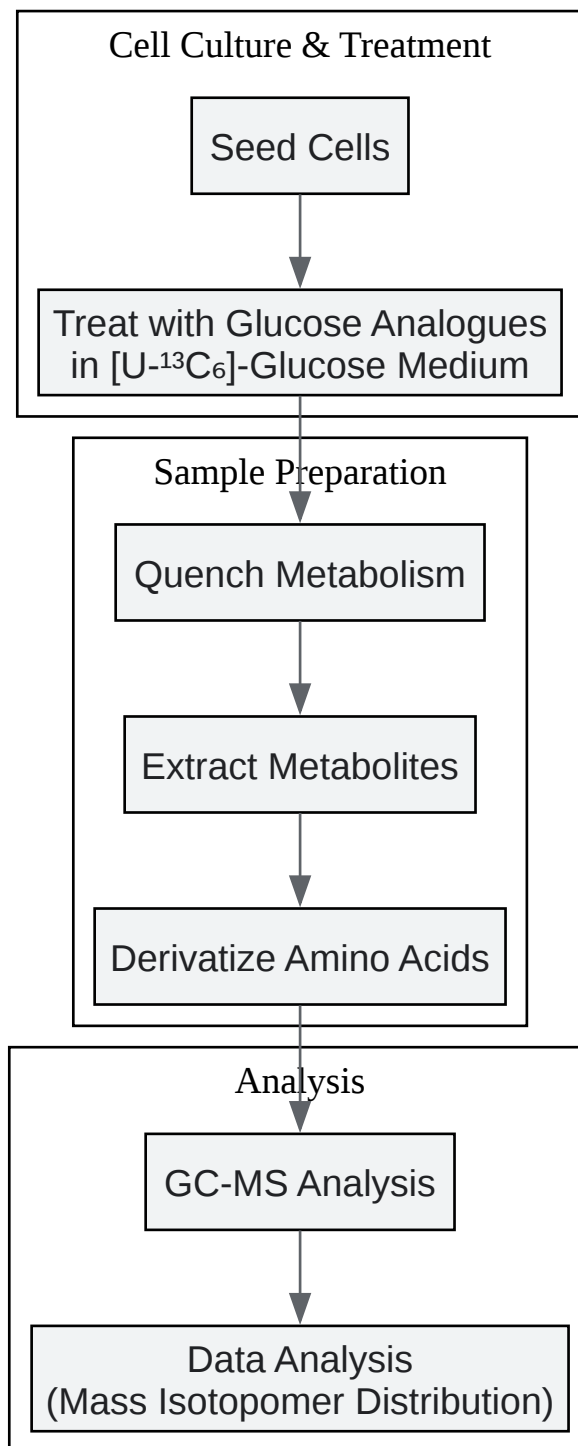 Cell Culture & Treatment
Seed Cells
Treat with Glucose Analogues
in [U-¹³C₆]-Glucose Medium
Sample Preparation
Quench Metabolism
Extract Metabolites
Derivatize Amino Acids
Analysis
GC-MS Analysis
Data Analysis
(Mass Isotopomer Distribution)